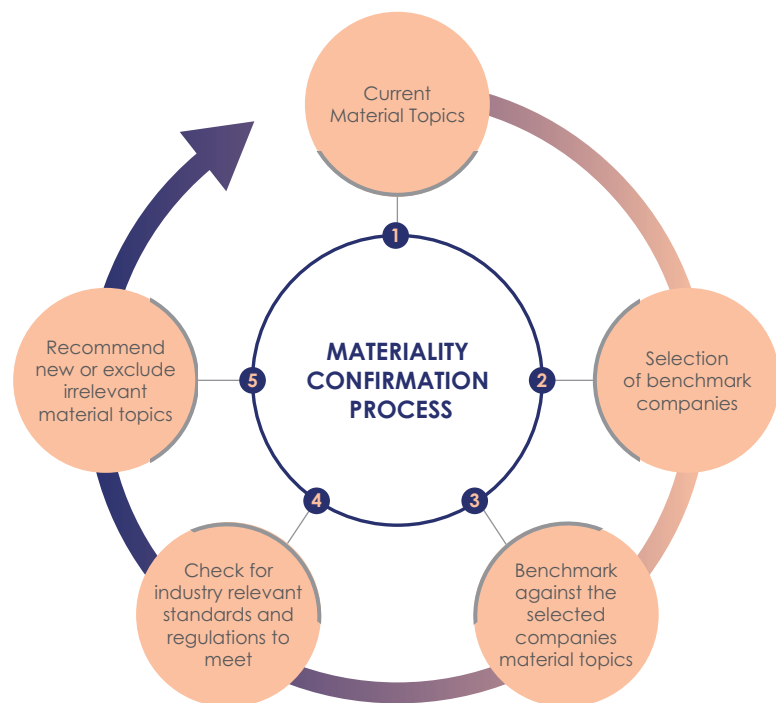 Current
Material Topics
1
MATERIALITY
CONFIRMATION
PROCESS
2
Selection
of benchmark
companies
3
Benchmark
against the
selected
companies
material topics
4
Check for
industry relevant
standards and
regulations to
meet
5
Recommend
new or exclude
irrelevant
material topics